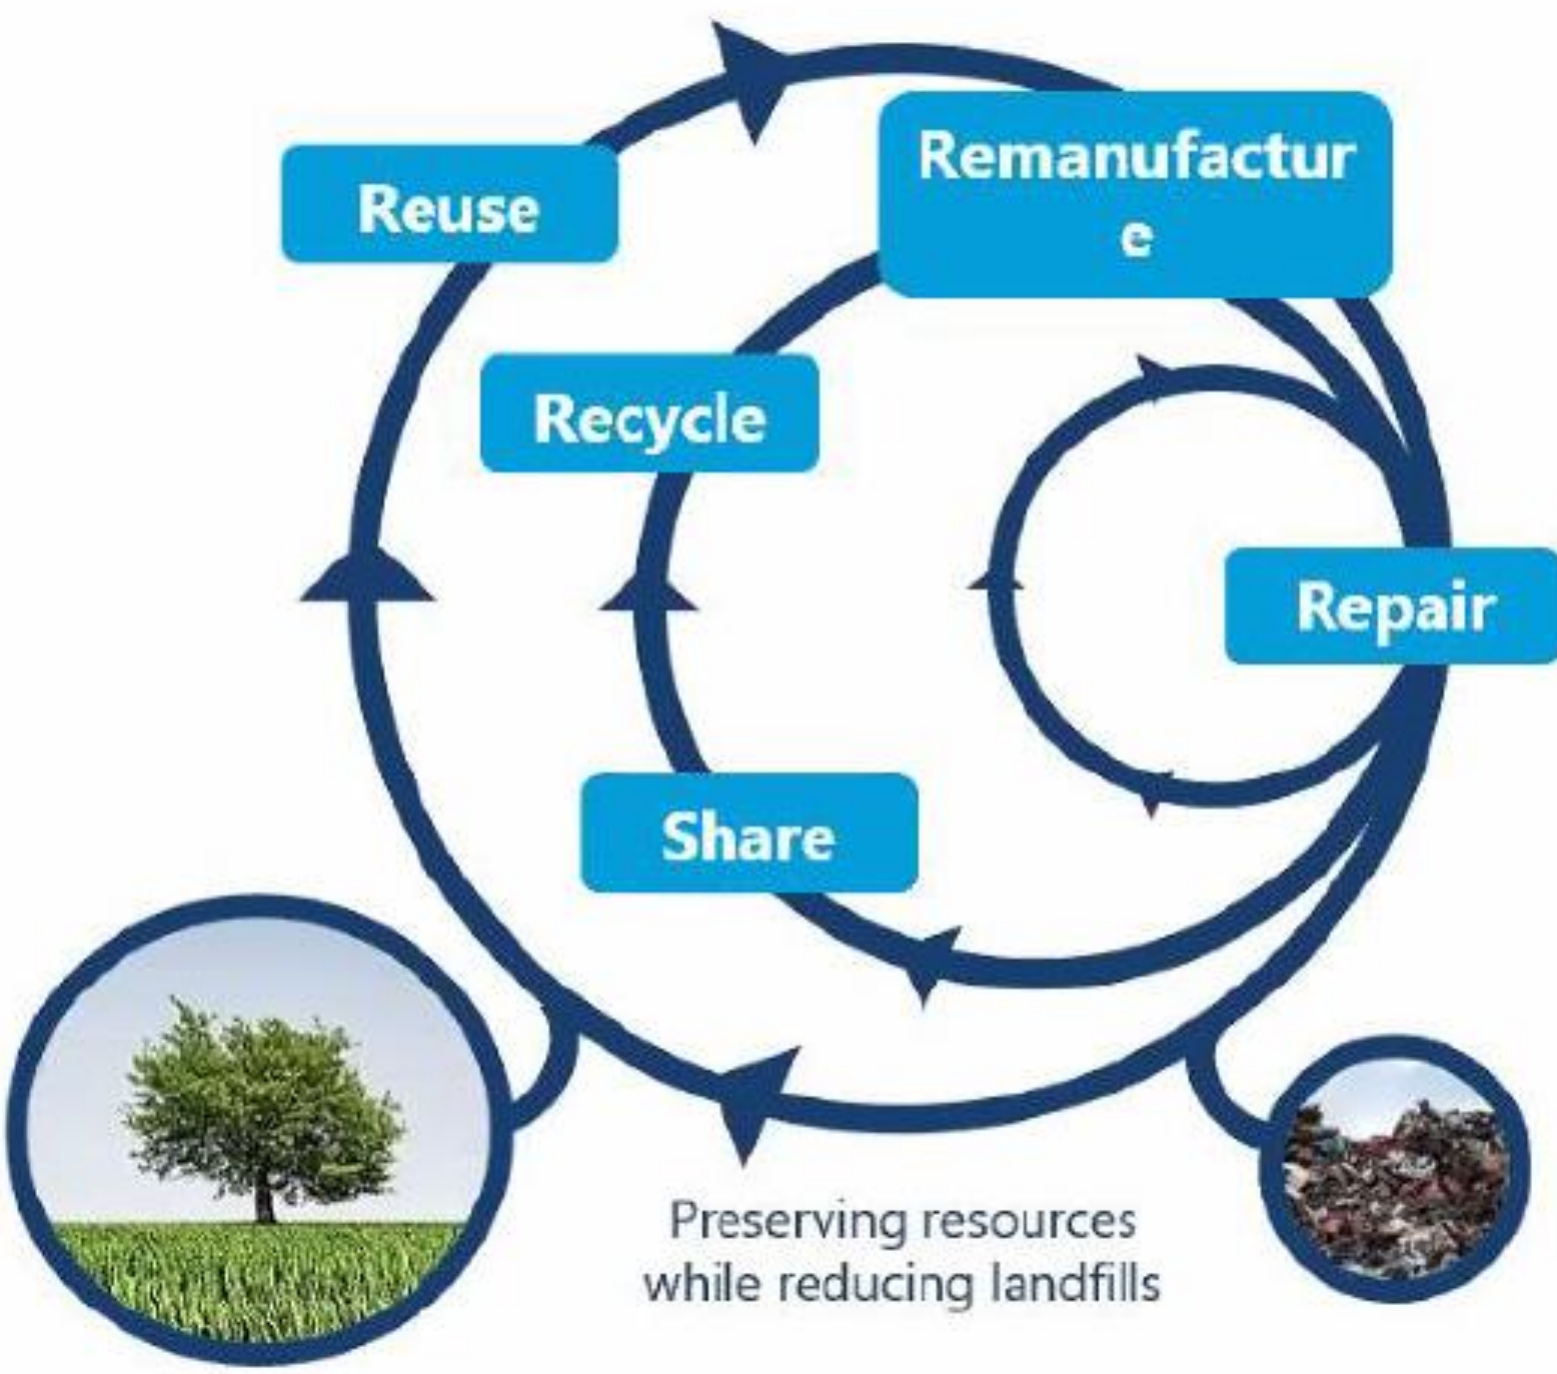 Remanufactur
e
Reuse
Recycle
Repair
Share
Preserving resources
while reducing landfills